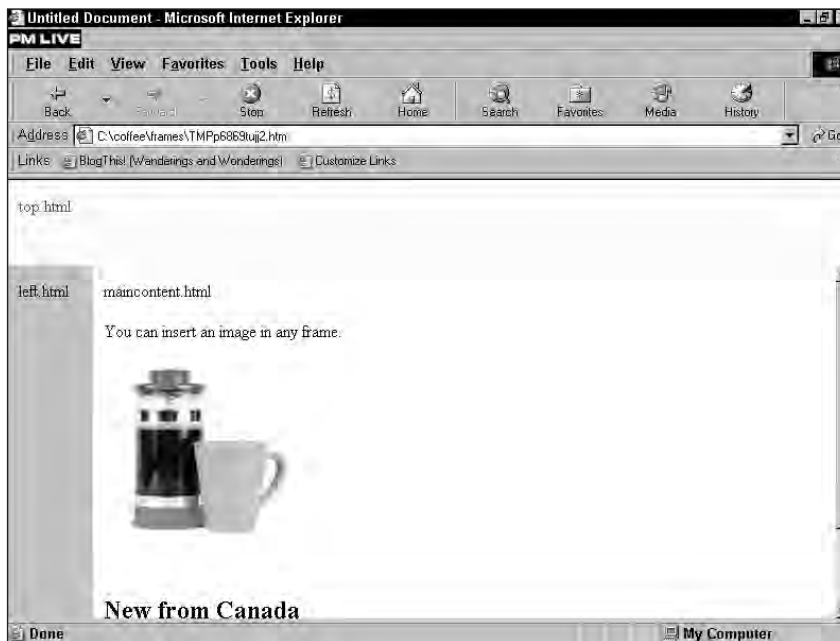 Untitled Document - Microsoft Internet Explorer
PM LIVE
File Edit View Favorites Tools Help
Back Forward Stop Refresh Home Search Favorites Media History
Address C:\coffee\frames\TMPp6869tujj2.htm Go
Links BlogThis! (Wanderings and Wonderings) Customize Links
top.html
left.html maincontent.html
You can insert an image in any frame.
New from Canada
Done My Computer